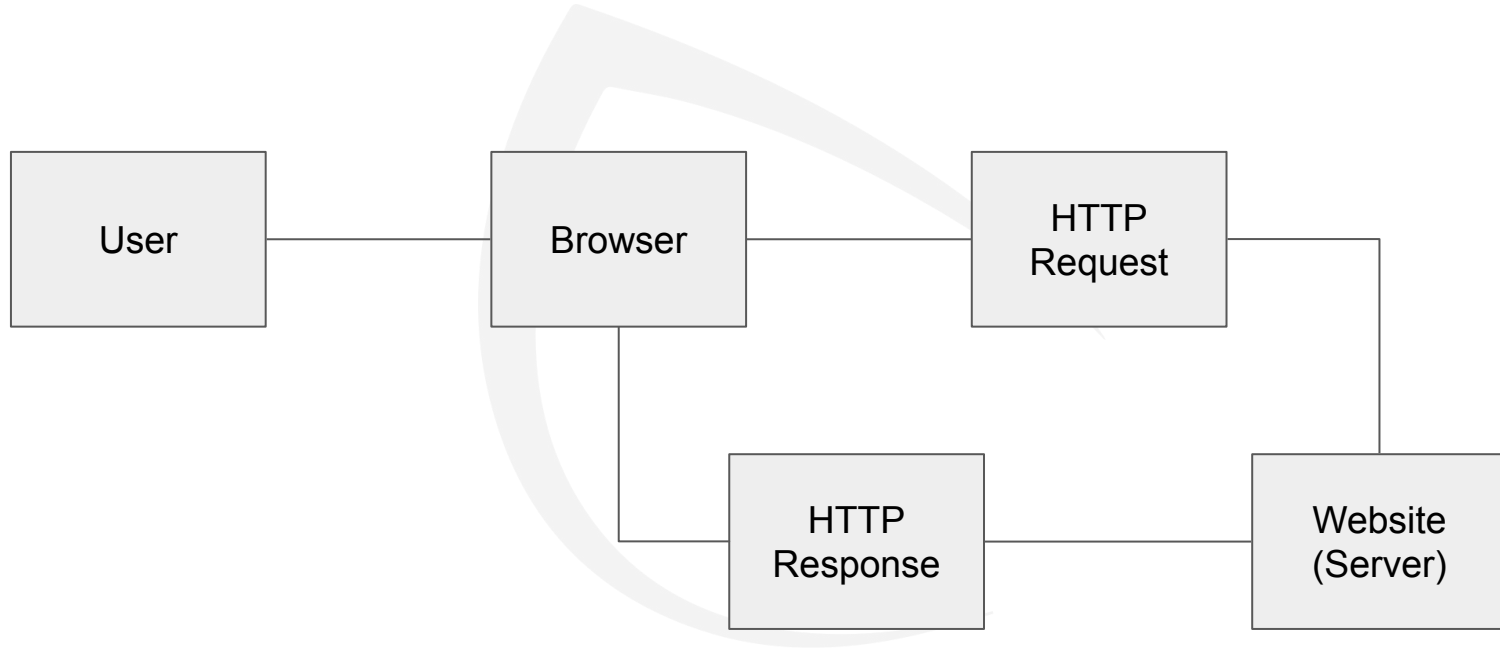 User
Browser
HTTP
Request
HTTP
Response
Website
(Server)